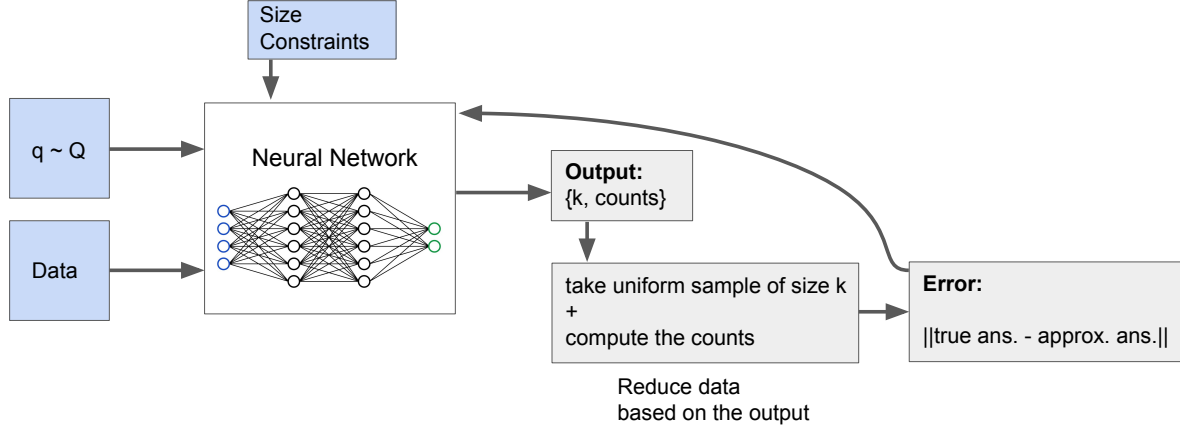 Size
Constraints
q ~ Q
Data
Neural Network
Output:
{k, counts}
take uniform sample of size k
+
compute the counts
Reduce data
based on the output
Error:
||true ans. - approx. ans.||